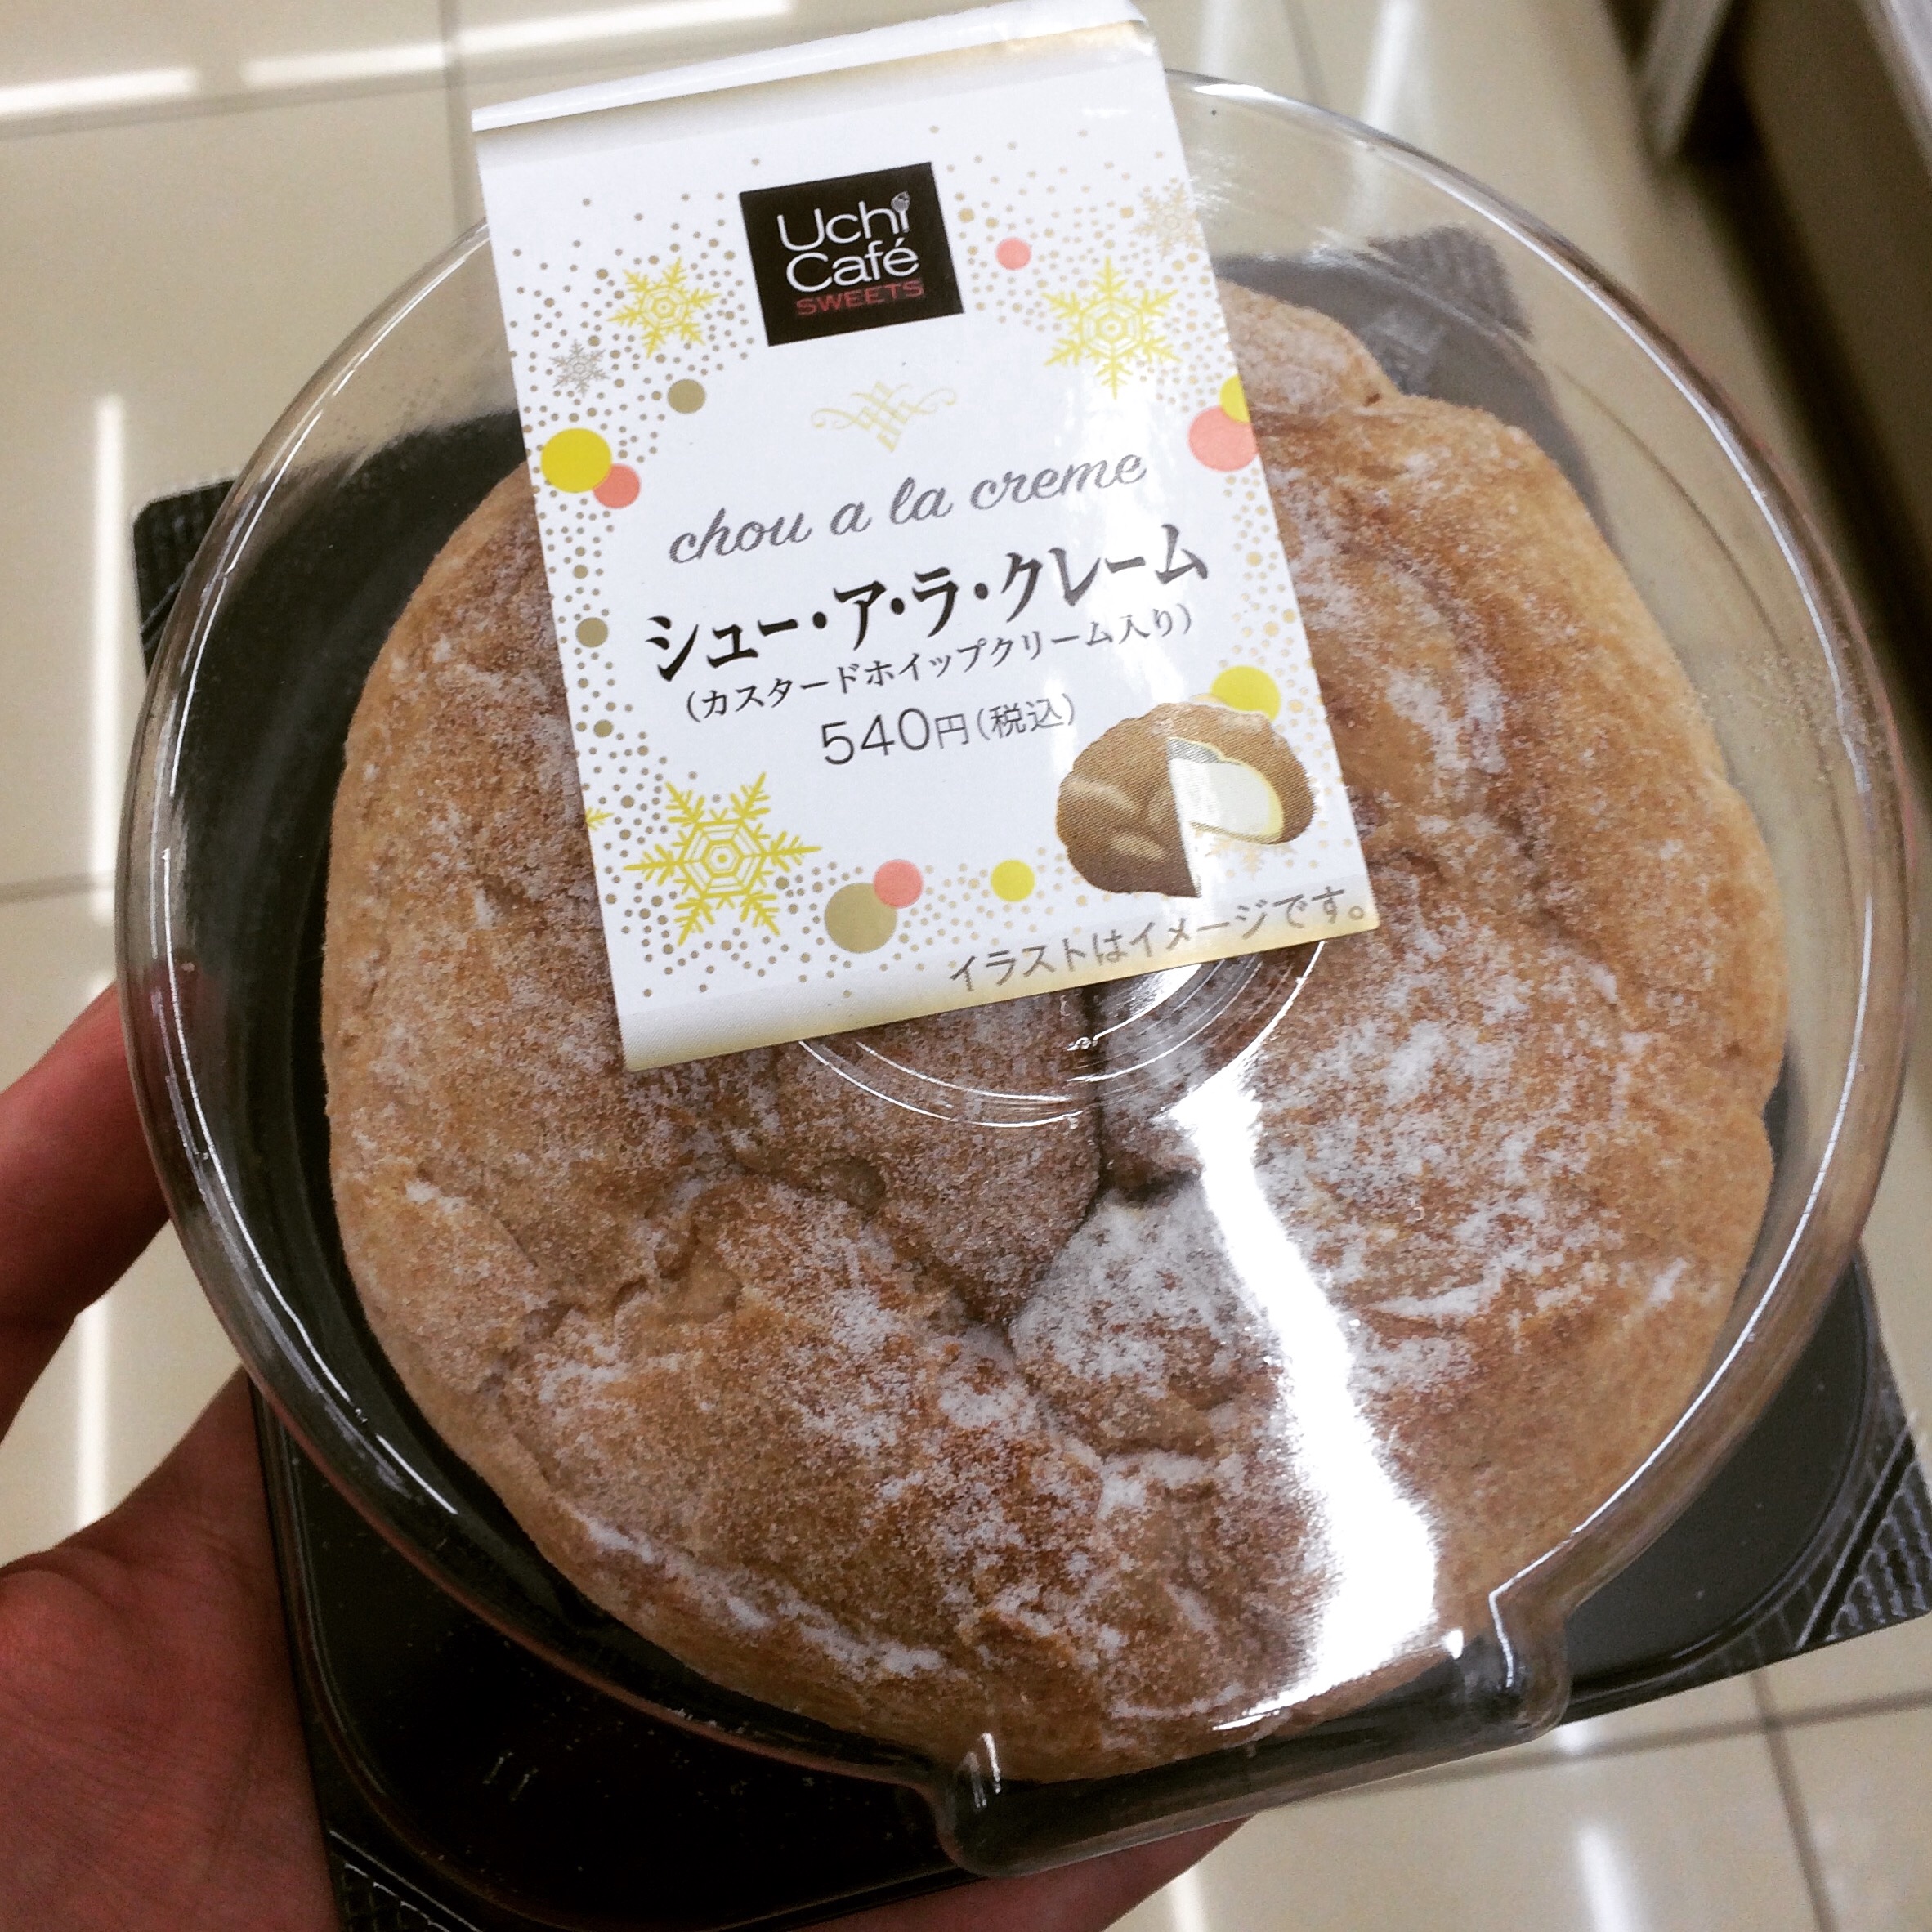 Uchi
Café
SWEETS
chou a la creme
シュー・ア・ラ・クレーム
(カスタードホイップクリーム入り)
540円(税込)
イラストはイメージです。